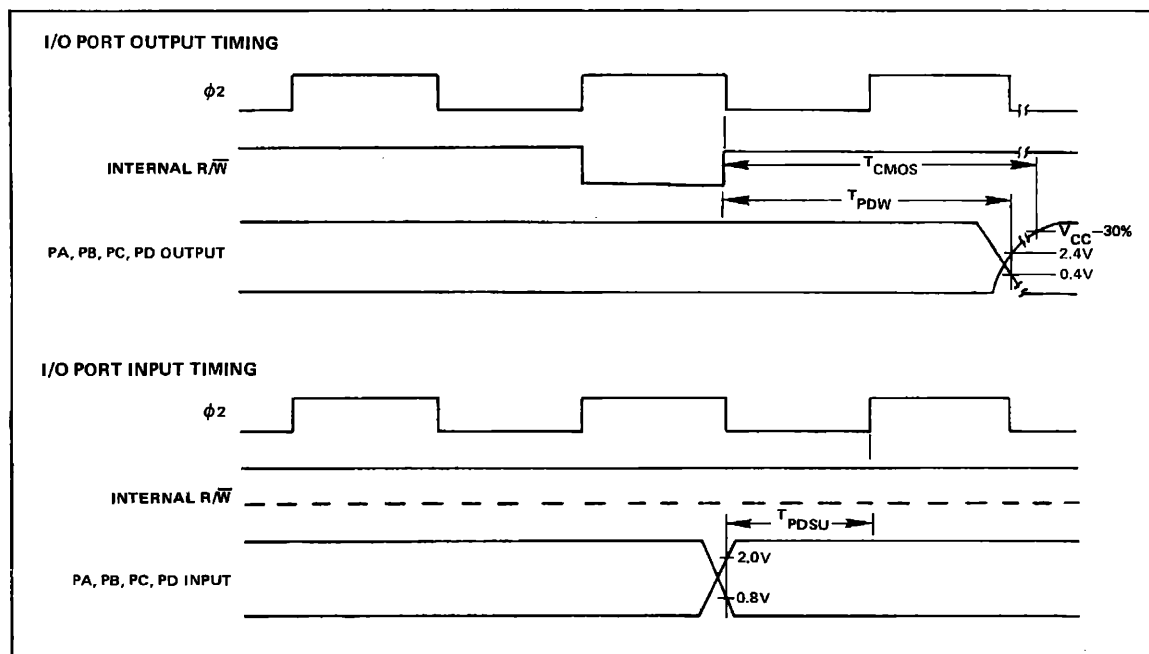 I/O PORT OUTPUT TIMING
ϕ2
INTERNAL R/W̅
T_CMOS
T_PDW
PA, PB, PC, PD OUTPUT
V_CC −30%
2.4V
0.4V
I/O PORT INPUT TIMING
ϕ2
INTERNAL R/W̅
T_PDSU
PA, PB, PC, PD INPUT
2.0V
0.8V